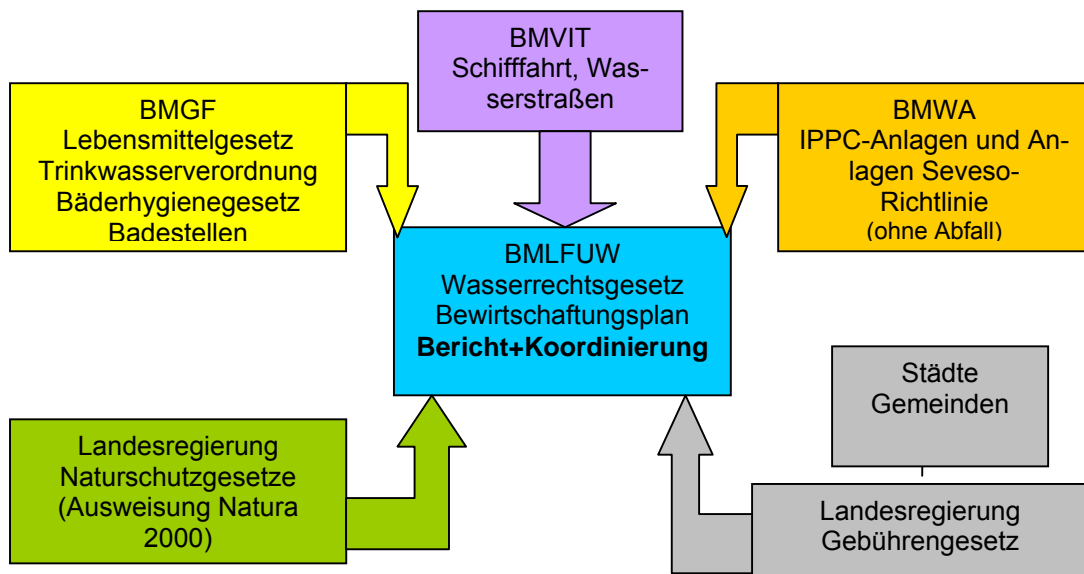 BMVIT
Schifffahrt, Was-
serstraßen
BMGF
Lebensmittelgesetz
Trinkwasserverordnung
Bäderhygienegesetz
Badestellen
BMWA
IPPC-Anlagen und An-
lagen Seveso-
Richtlinie
(ohne Abfall)
BMLFUW
Wasserrechtsgesetz
Bewirtschaftungsplan
Bericht+Koordinierung
Städte
Gemeinden
Landesregierung
Naturschutzgesetze
(Ausweisung Natura
2000)
Landesregierung
Gebührengesetz